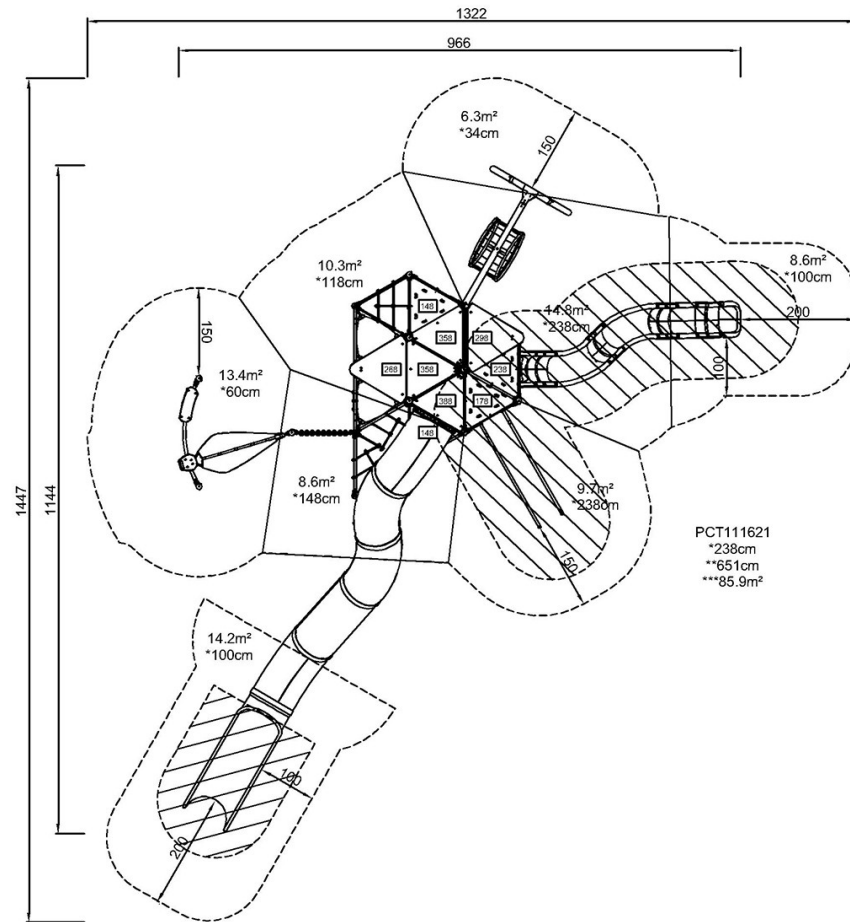 1322
966
6.3m²
*34cm
150
10.3m²
*118cm
8.6m²
*100cm
148
14.8m²
*238cm
200
150
358
298
100
13.4m²
*60cm
288
358
238
388
178
148
1447
1144
8.6m²
*148cm
9.7m²
*238cm
150
PCT111621
*238cm
**651cm
***85.9m²
14.2m²
*100cm
100
200